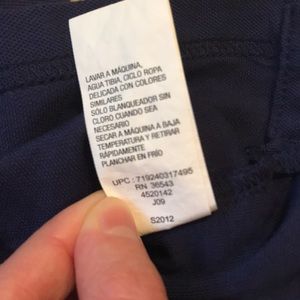 LAVAR A MÁQUINA,
AGUA TIBIA, CICLO ROPA
DELICADA CON COLORES
SIMILARES
SÓLO BLANQUEADOR SIN
CLORO CUANDO SEA
NECESARIO
SECAR A MÁQUINA A BAJA
TEMPERATURA Y RETIRAR
RÁPIDAMENTE
PLANCHAR EN FRÍO
UPC : 719240317495
RN 36543
4520142
J09
S2012